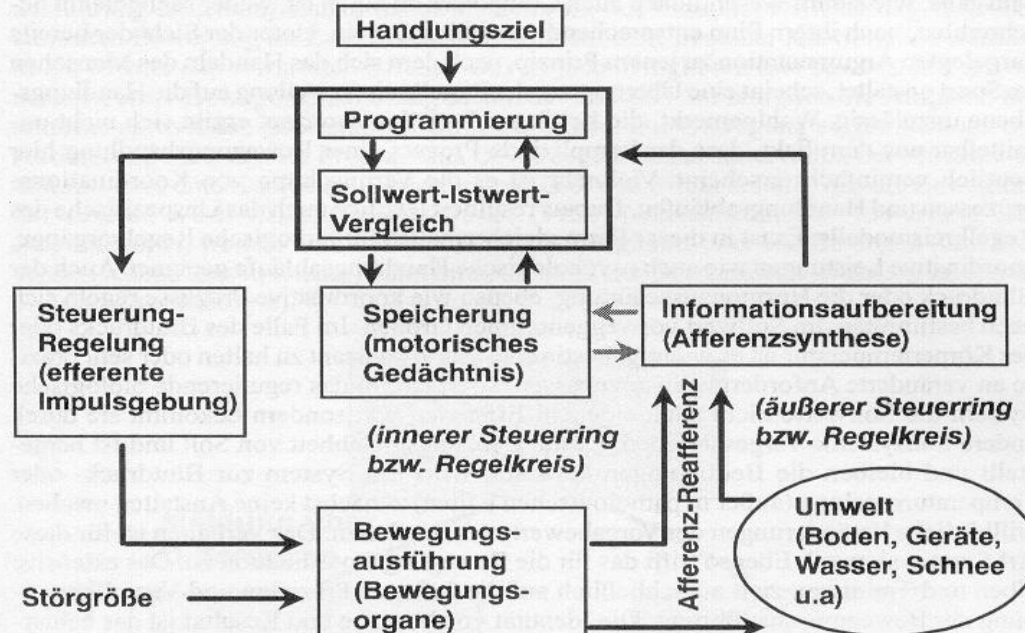 Handlungsziel
Programmierung
Sollwert-Istwert-
Vergleich
Steuerung-
Regelung
(efferente
Impulsgebung)
Speicherung
(motorisches
Gedächtnis)
Informationsaufbereitung
(Afferenzsynthese)
(innerer Steuerring
bzw. Regelkreis)
Afferenz-Reafferenz
(äußerer Steuerring
bzw. Regelkreis)
Umwelt
(Boden, Geräte,
Wasser, Schnee
u.a)
Bewegungs-
ausführung
(Bewegungs-
organe)
Störgröße